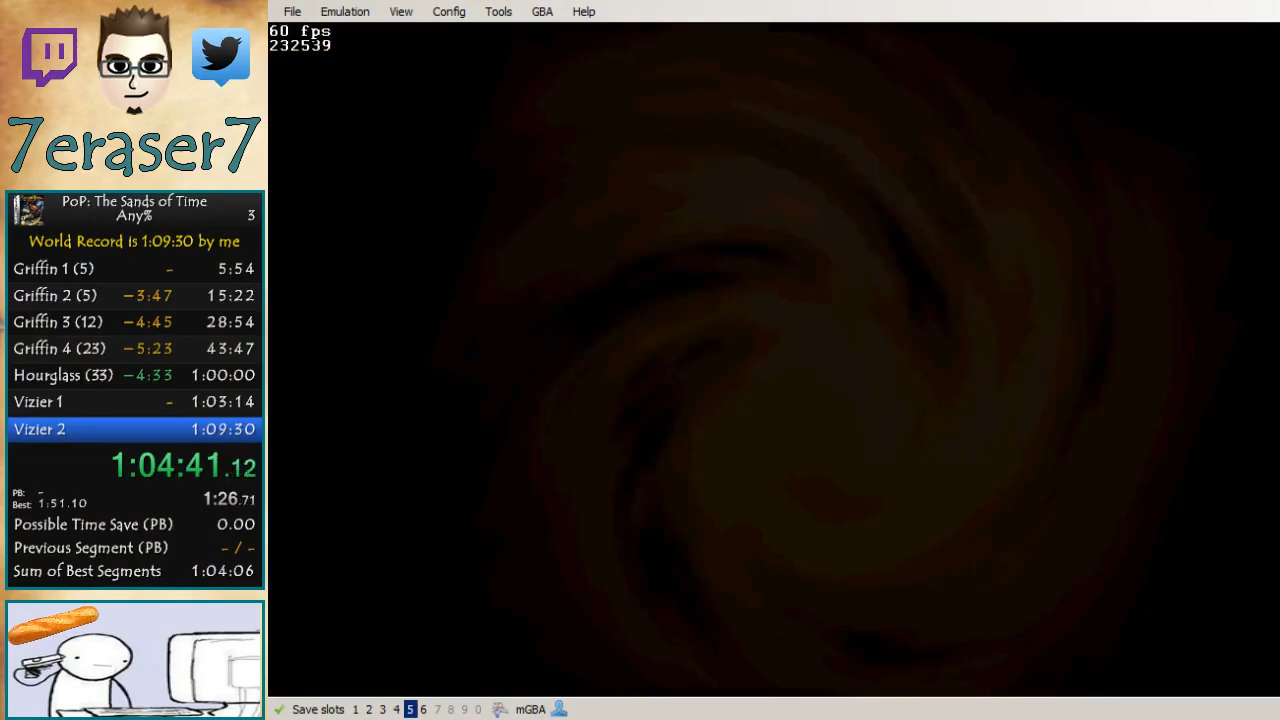 File Emulation View Config Tools GBA Help
60 fps
232539
7eraser7
PoP: The Sands of Time
Any% 3
World Record is 1:09:30 by me
Griffin 1 (5) - 5:54
Griffin 2 (5) −3:47 15:22
Griffin 3 (12) −4:45 28:54
Griffin 4 (23) −5:23 43:47
Hourglass (33) −4:33 1:00:00
Vizier 1 - 1:03:14
Vizier 2 1:09:30
1:04:41.12
PB: -
Best: 1:51.10 1:26.71
Possible Time Save (PB) 0.00
Previous Segment (PB) - / -
Sum of Best Segments 1:04:06
Save slots 1 2 3 4 5 6 7 8 9 0 mGBA